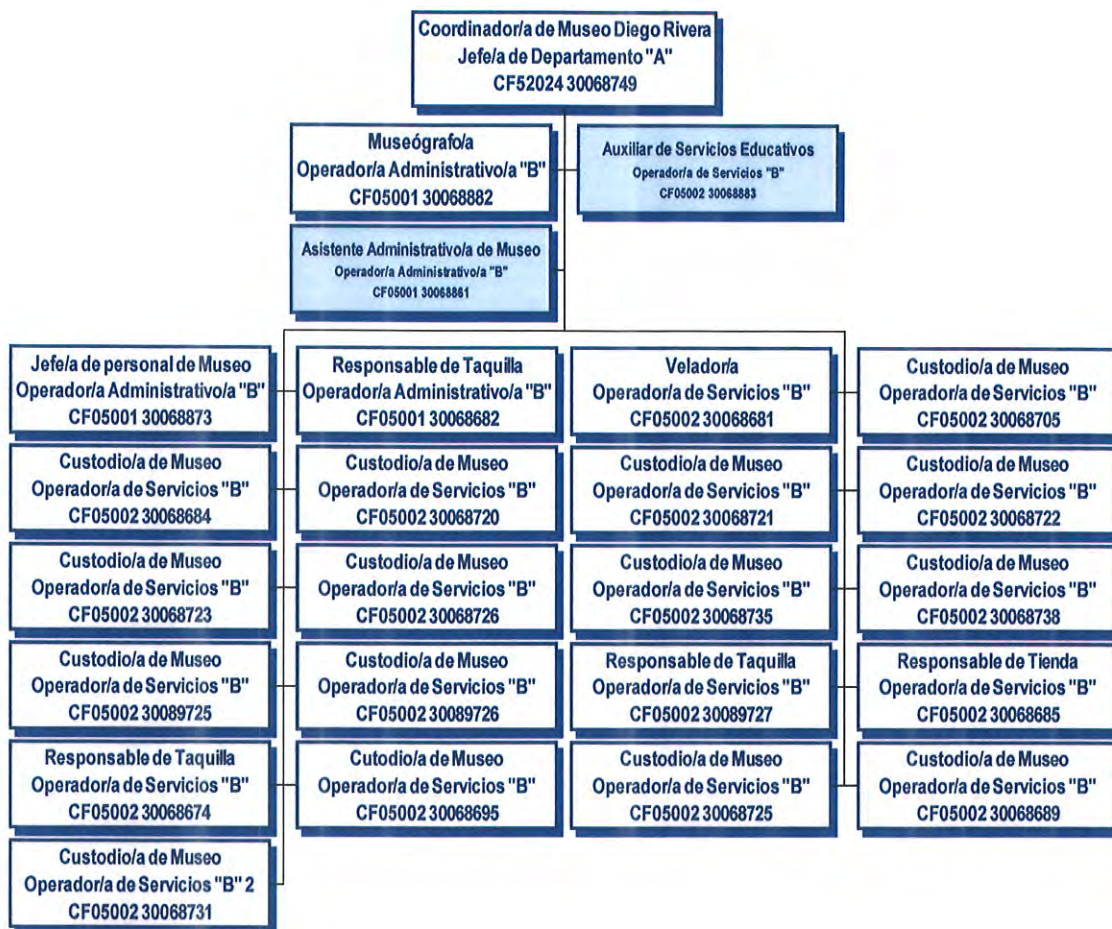 Coordinador/a de Museo Diego Rivera
Jefe/a de Departamento "A"
CF52024 30068749
Museógrafo/a
Operador/a Administrativo/a "B"
CF05001 30068882
Auxiliar de Servicios Educativos
Operador/a de Servicios "B"
CF05002 30068883
Asistente Administrativo/a de Museo
Operador/a Administrativo/a "B"
CF05001 30068861
Jefe/a de personal de Museo
Operador/a Administrativo/a "B"
CF05001 30068873
Responsable de Taquilla
Operador/a Administrativo/a "B"
CF05001 30068682
Velador/a
Operador/a de Servicios "B"
CF05002 30068681
Custodio/a de Museo
Operador/a de Servicios "B"
CF05002 30068705
Custodio/a de Museo
Operador/a de Servicios "B"
CF05002 30068684
Custodio/a de Museo
Operador/a de Servicios "B"
CF05002 30068720
Custodio/a de Museo
Operador/a de Servicios "B"
CF05002 30068721
Custodio/a de Museo
Operador/a de Servicios "B"
CF05002 30068722
Custodio/a de Museo
Operador/a de Servicios "B"
CF05002 30068723
Custodio/a de Museo
Operador/a de Servicios "B"
CF05002 30068726
Custodio/a de Museo
Operador/a de Servicios "B"
CF05002 30068735
Custodio/a de Museo
Operador/a de Servicios "B"
CF05002 30068738
Custodio/a de Museo
Operador/a de Servicios "B"
CF05002 30089725
Custodio/a de Museo
Operador/a de Servicios "B"
CF05002 30089726
Responsable de Taquilla
Operador/a de Servicios "B"
CF05002 30089727
Responsable de Tienda
Operador/a de Servicios "B"
CF05002 30068685
Responsable de Taquilla
Operador/a de Servicios "B"
CF05002 30068674
Cutodio/a de Museo
Operador/a de Servicios "B"
CF05002 30068695
Custodio/a de Museo
Operador/a de Servicios "B"
CF05002 30068725
Custodio/a de Museo
Operador/a de Servicios "B"
CF05002 30068689
Custodio/a de Museo
Operador/a de Servicios "B" 2
CF05002 30068731